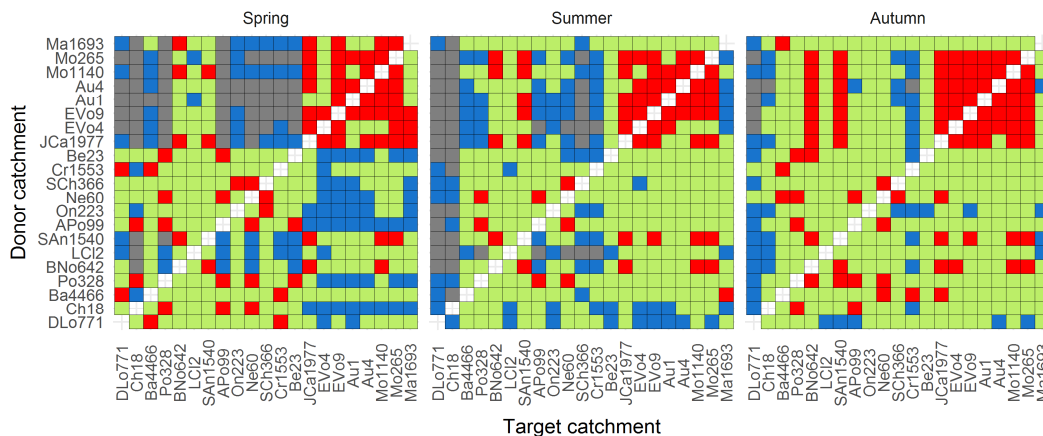 Spring
Summer
Autumn
Donor catchment
Ma1693
Mo265
Mo1140
Au4
Au1
EVo9
EVo4
JCa1977
Be23
Cr1553
SCh366
Ne60
On223
APo99
SAn1540
LCl2
BNo642
Po328
Ba4466
Ch18
DLo771
DLo771 Ch18 Ba4466 Po328 BNo642 LCl2 SAn1540 APo99 On223 Ne60 SCh366 Cr1553 Be23 JCa1977 EVo4 EVo9 Au1 Au4 Mo1140 Mo265 Ma1693
DLo771 Ch18 Ba4466 Po328 BNo642 LCl2 SAn1540 APo99 On223 Ne60 SCh366 Cr1553 Be23 JCa1977 EVo4 EVo9 Au1 Au4 Mo1140 Mo265 Ma1693
DLo771 Ch18 Ba4466 Po328 BNo642 LCl2 SAn1540 APo99 On223 Ne60 SCh366 Cr1553 Be23 JCa1977 EVo4 EVo9 Au1 Au4 Mo1140 Mo265 Ma1693
Target catchment